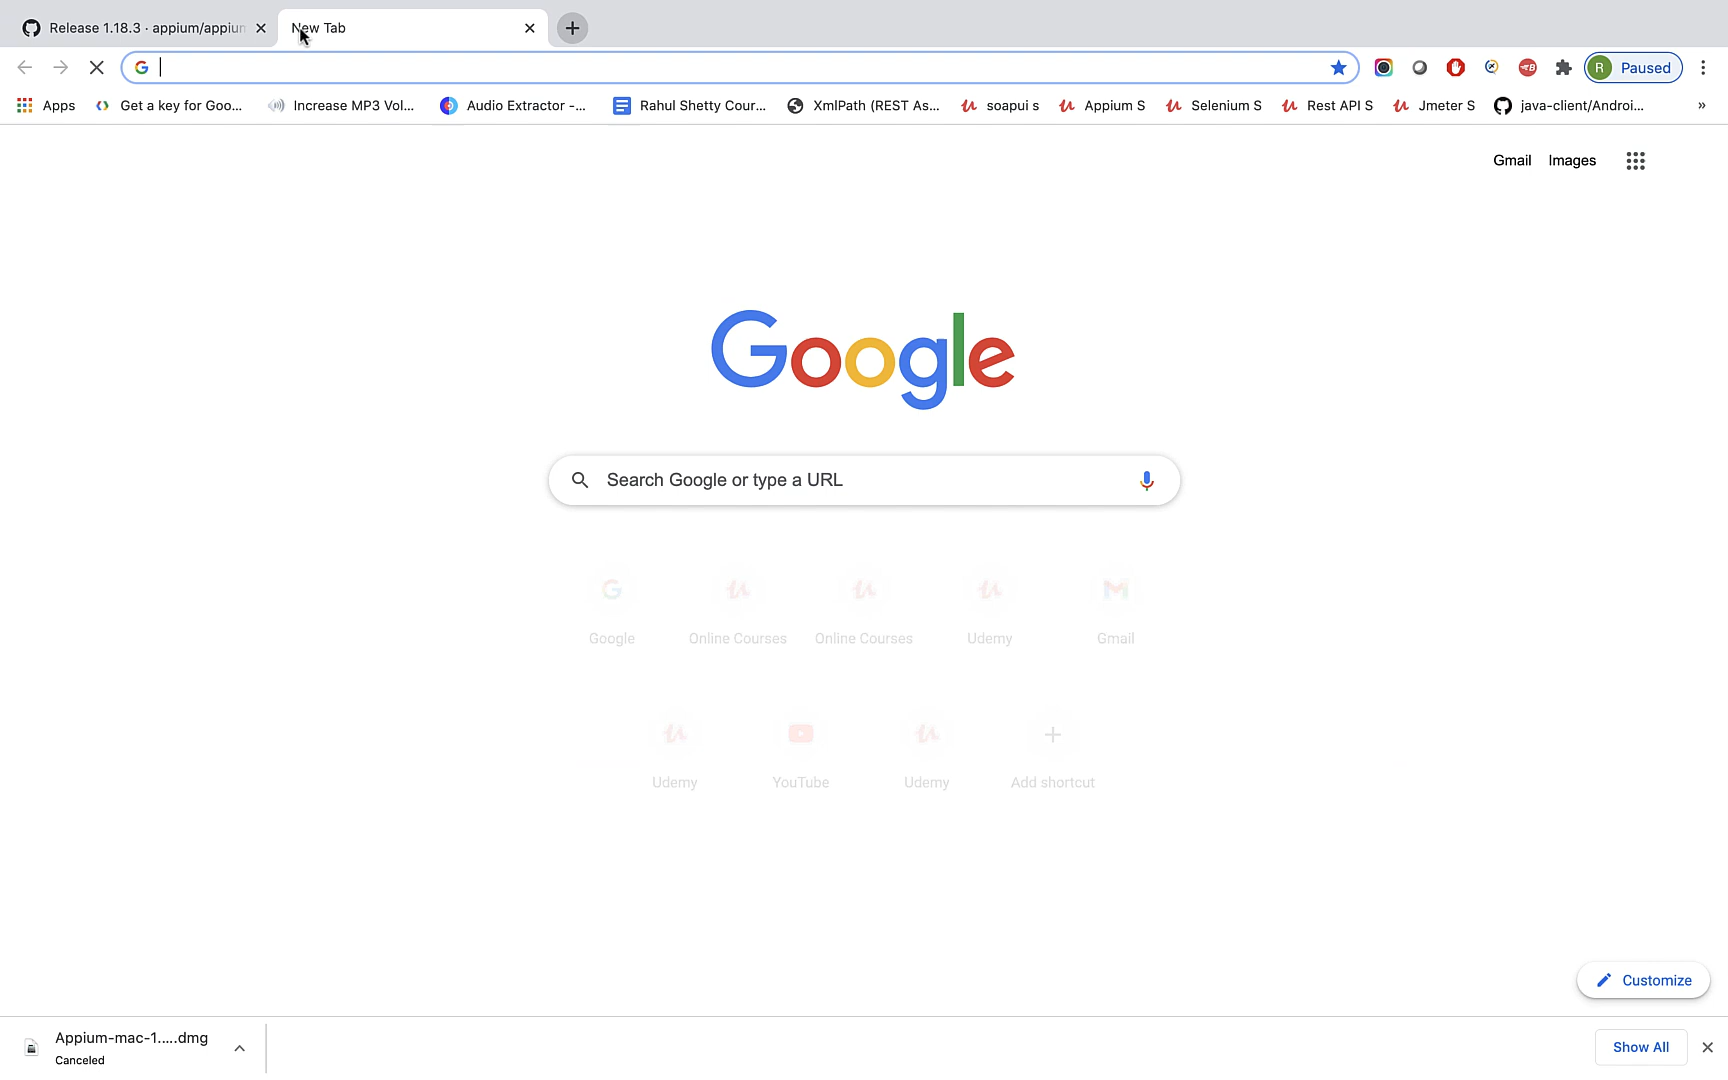 Release 1.18.3 · appium/appium
New Tab
Paused
Apps
Get a key for Goo...
Increase MP3 Vol...
Audio Extractor -...
Rahul Shetty Cour...
XmlPath (REST As...
soapui s
Appium S
Selenium S
Rest API S
Jmeter S
java-client/Androi...
»
Gmail Images
Google
Search Google or type a URL
Google
Online Courses
Online Courses
Udemy
Gmail
Udemy
YouTube
Udemy
Add shortcut
Customize
Appium-mac-1.....dmg
Canceled
Show All